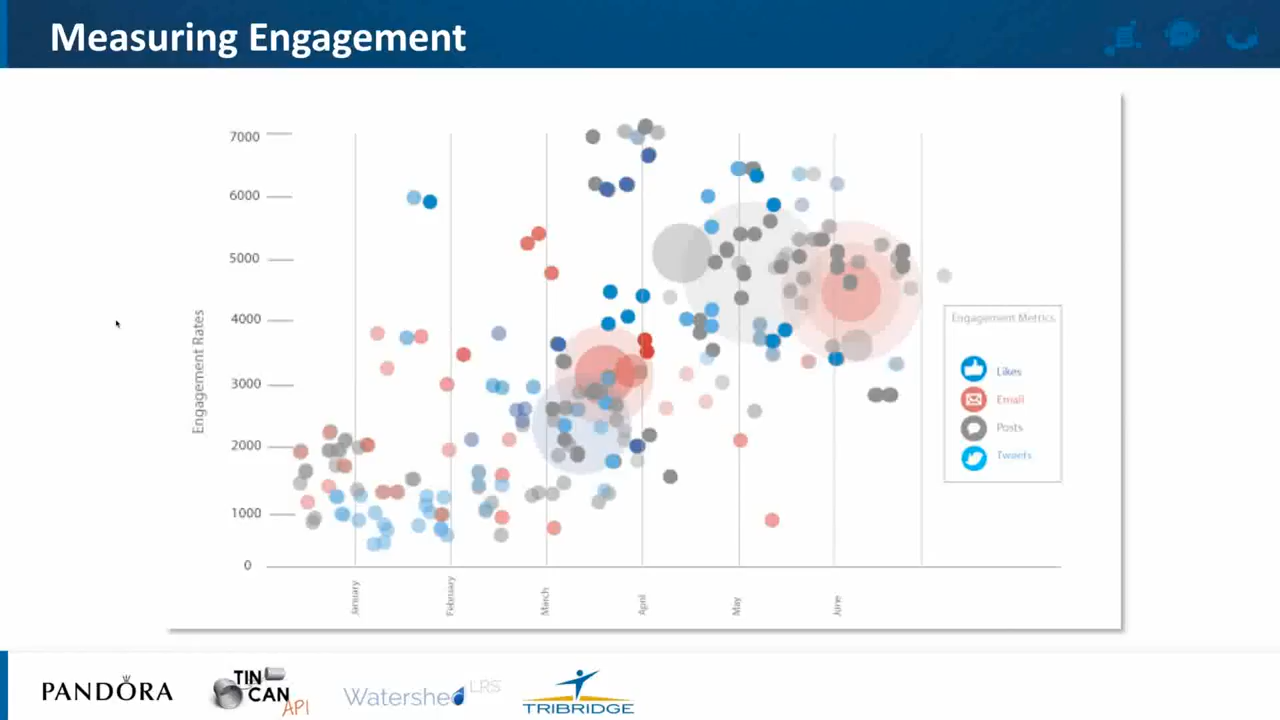 Measuring Engagement
7000
6000
5000
4000
3000
2000
1000
0
Engagement Rates
January
February
March
April
May
June
Engagement Metrics
Likes
Email
Posts
Tweets
PANDÓRA
TIN
CAN
API
Watershed LRS
TRIBRIDGE